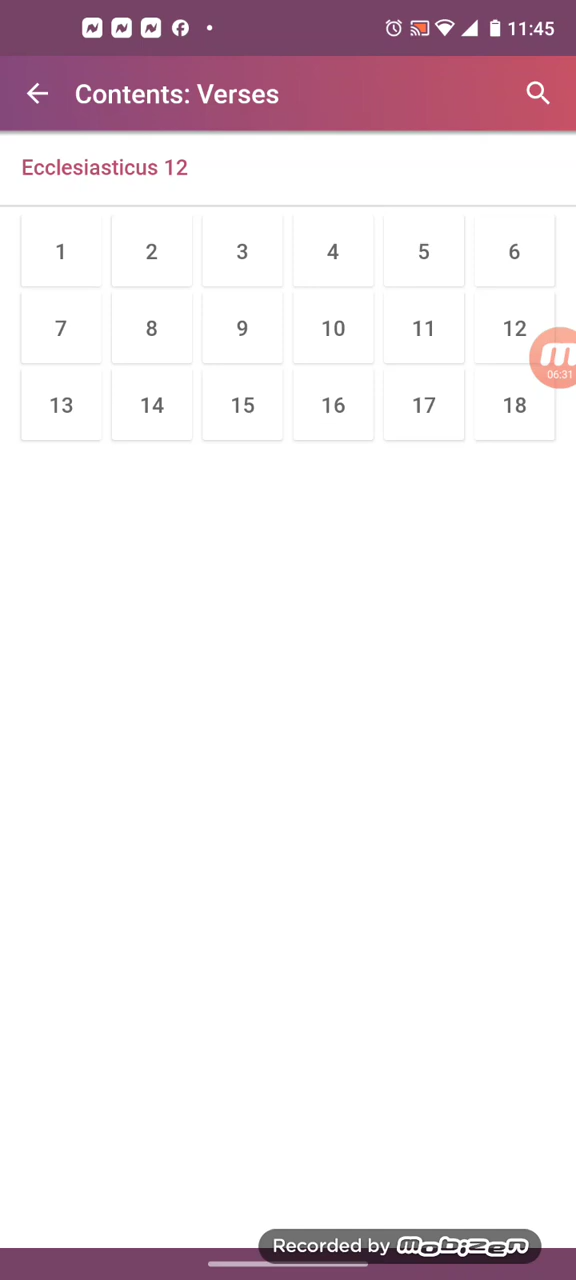 11:45
Contents: Verses
Ecclesiasticus 12
1 2 3 4 5 6
7 8 9 10 11 12
13 14 15 16 17 18
06:31
Recorded by mobizen